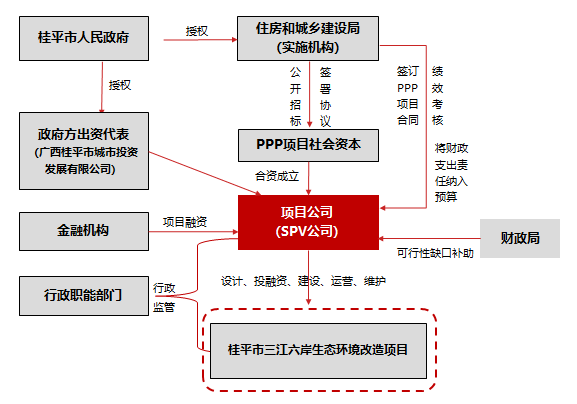 桂平市人民政府
授权
住房和城乡建设局
（实施机构）
授权
公开招标
签署协议
签订
PPP
项目
合同
绩效考核
政府方出资代表
（广西桂平市城市投资
发展有限公司）
PPP项目社会资本
将财政
支出责
任纳入
预算
合资成立
项目公司
（SPV公司）
金融机构
项目融资
财政局
可行性缺口补助
行政职能部门
行政
监管
设计、投融资、建设、运营、维护
桂平市三江六岸生态环境改造项目